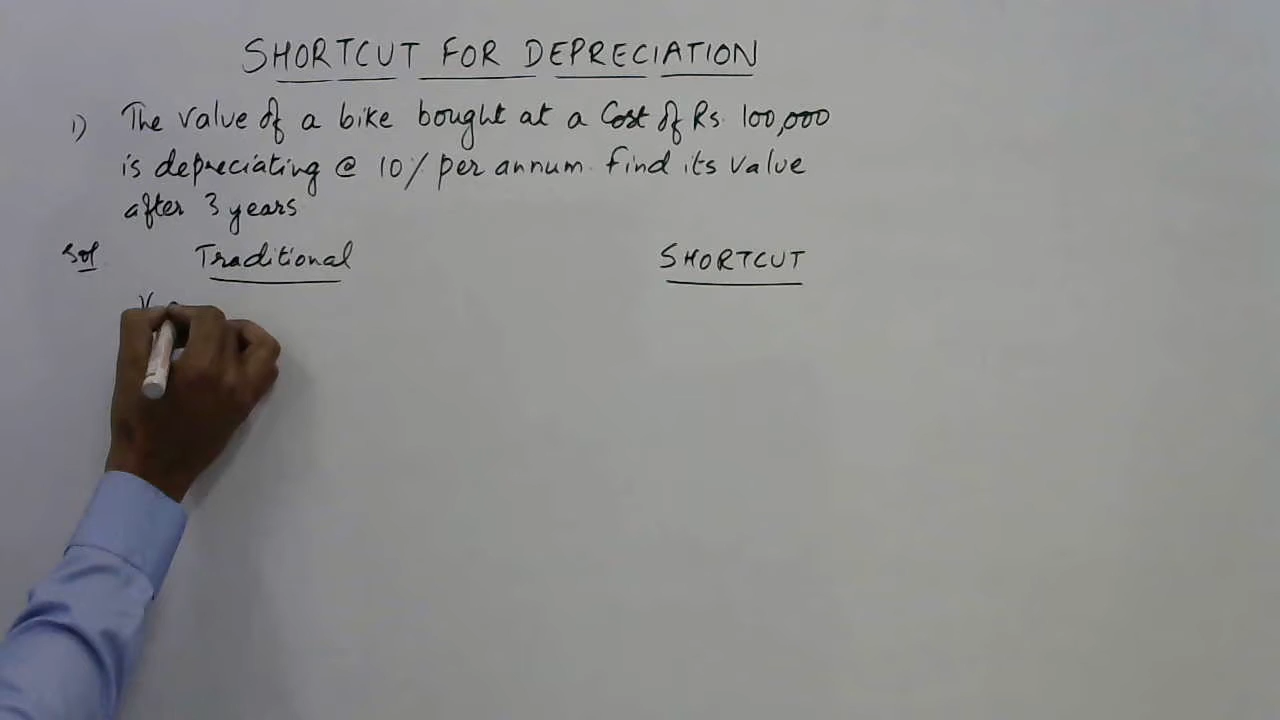 SHORTCUT FOR DEPRECIATION
1) The value of a bike bought at a Cost of Rs. 100,000
is depreciating @ 10% per annum. find its value
after 3 years
Sol Traditional SHORTCUT